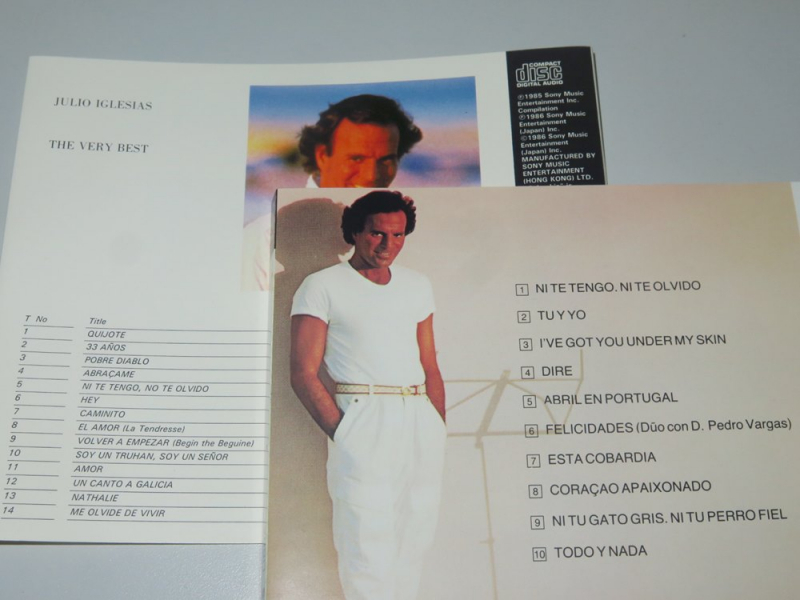 JULIO IGLESIAS
THE VERY BEST
COMPACT
disc
DIGITAL AUDIO
℗1985 Sony Music
Entertainment Inc.
Compilation
℗1986 Sony Music
Entertainment
(Japan) Inc.
©1986 Sony Music
Entertainment
(Japan) Inc.
MANUFACTURED BY
SONY MUSIC
ENTERTAINMENT
(HONG KONG) LTD.
T No Title
1 QUIJOTE
2 33 AÑOS
3 POBRE DIABLO
4 ABRAÇAME
5 NI TE TENGO, NO TE OLVIDO
6 HEY
7 CAMINITO
8 EL AMOR (La Tendresse)
9 VOLVER A EMPEZAR (Begin the Beguine)
10 SOY UN TRUHAN, SOY UN SEÑOR
11 AMOR
12 UN CANTO A GALICIA
13 NATHALIE
14 ME OLVIDE DE VIVIR
1 NI TE TENGO. NI TE OLVIDO
2 TU Y YO
3 I'VE GOT YOU UNDER MY SKIN
4 DIRE
5 ABRIL EN PORTUGAL
6 FELICIDADES (Düo con D. Pedro Vargas)
7 ESTA COBARDIA
8 CORAÇAO APAIXONADO
9 NI TU GATO GRIS. NI TU PERRO FIEL
10 TODO Y NADA